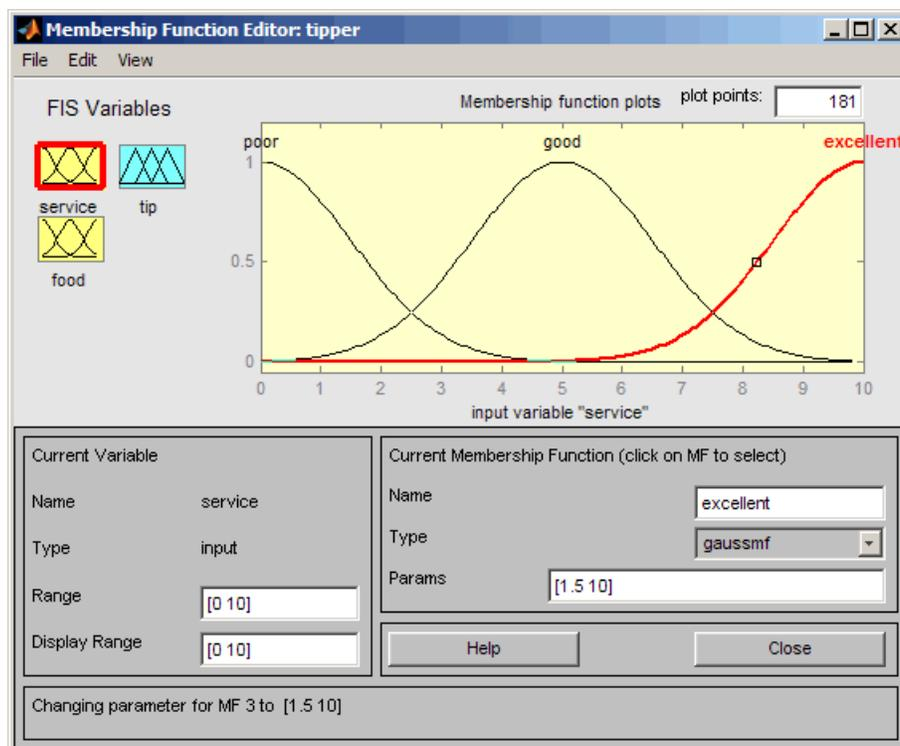 Membership Function Editor: tipper
File Edit View
FIS Variables
service
tip
food
Membership function plots
plot points: 181
poor good excellent
1
0.5
0
0 1 2 3 4 5 6 7 8 9 10
input variable "service"
Current Variable
Name service
Type input
Range [0 10]
Display Range [0 10]
Current Membership Function (click on MF to select)
Name excellent
Type gaussmf
Params [1.5 10]
Help Close
Changing parameter for MF 3 to [1.5 10]